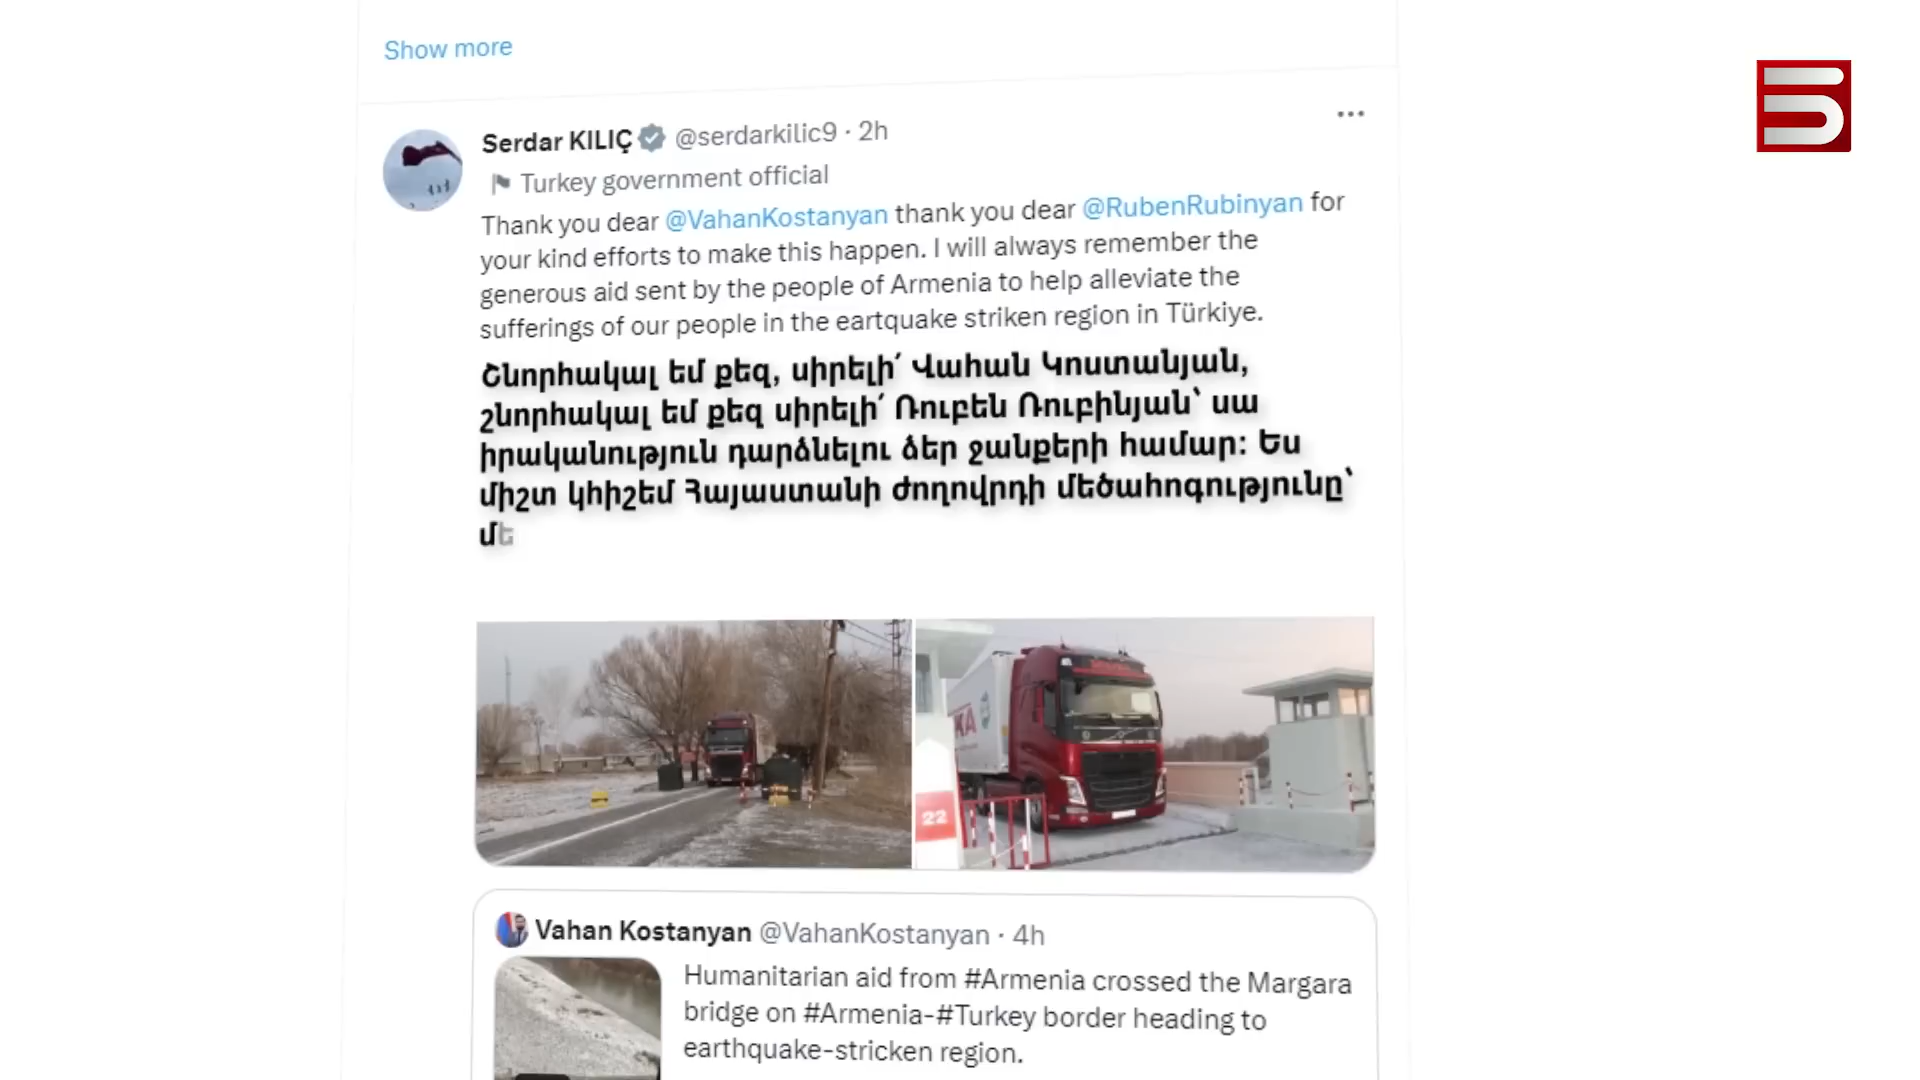 Show more
Serdar KILIÇ @serdarkilic9 · 2h
Turkey government official
Thank you dear @VahanKostanyan thank you dear @RubenRubinyan for
your kind efforts to make this happen. I will always remember the
generous aid sent by the people of Armenia to help alleviate the
sufferings of our people in the eartquake striken region in Türkiye.
Շնորհակալ եմ քեզ, սիրելի՛ Վահան Կոստանյան,
շնորհակալ եմ քեզ սիրելի՛ Ռուբեն Ռուբինյան՝ սա
իրականություն դարձնելու ձեր ջանքերի համար: Ես
միշտ կհիշեմ Հայաստանի ժողովրդի մեծահոգությունը՝
մե
22
Vahan Kostanyan @VahanKostanyan · 4h
Humanitarian aid from #Armenia crossed the Margara
bridge on #Armenia-#Turkey border heading to
earthquake-stricken region.